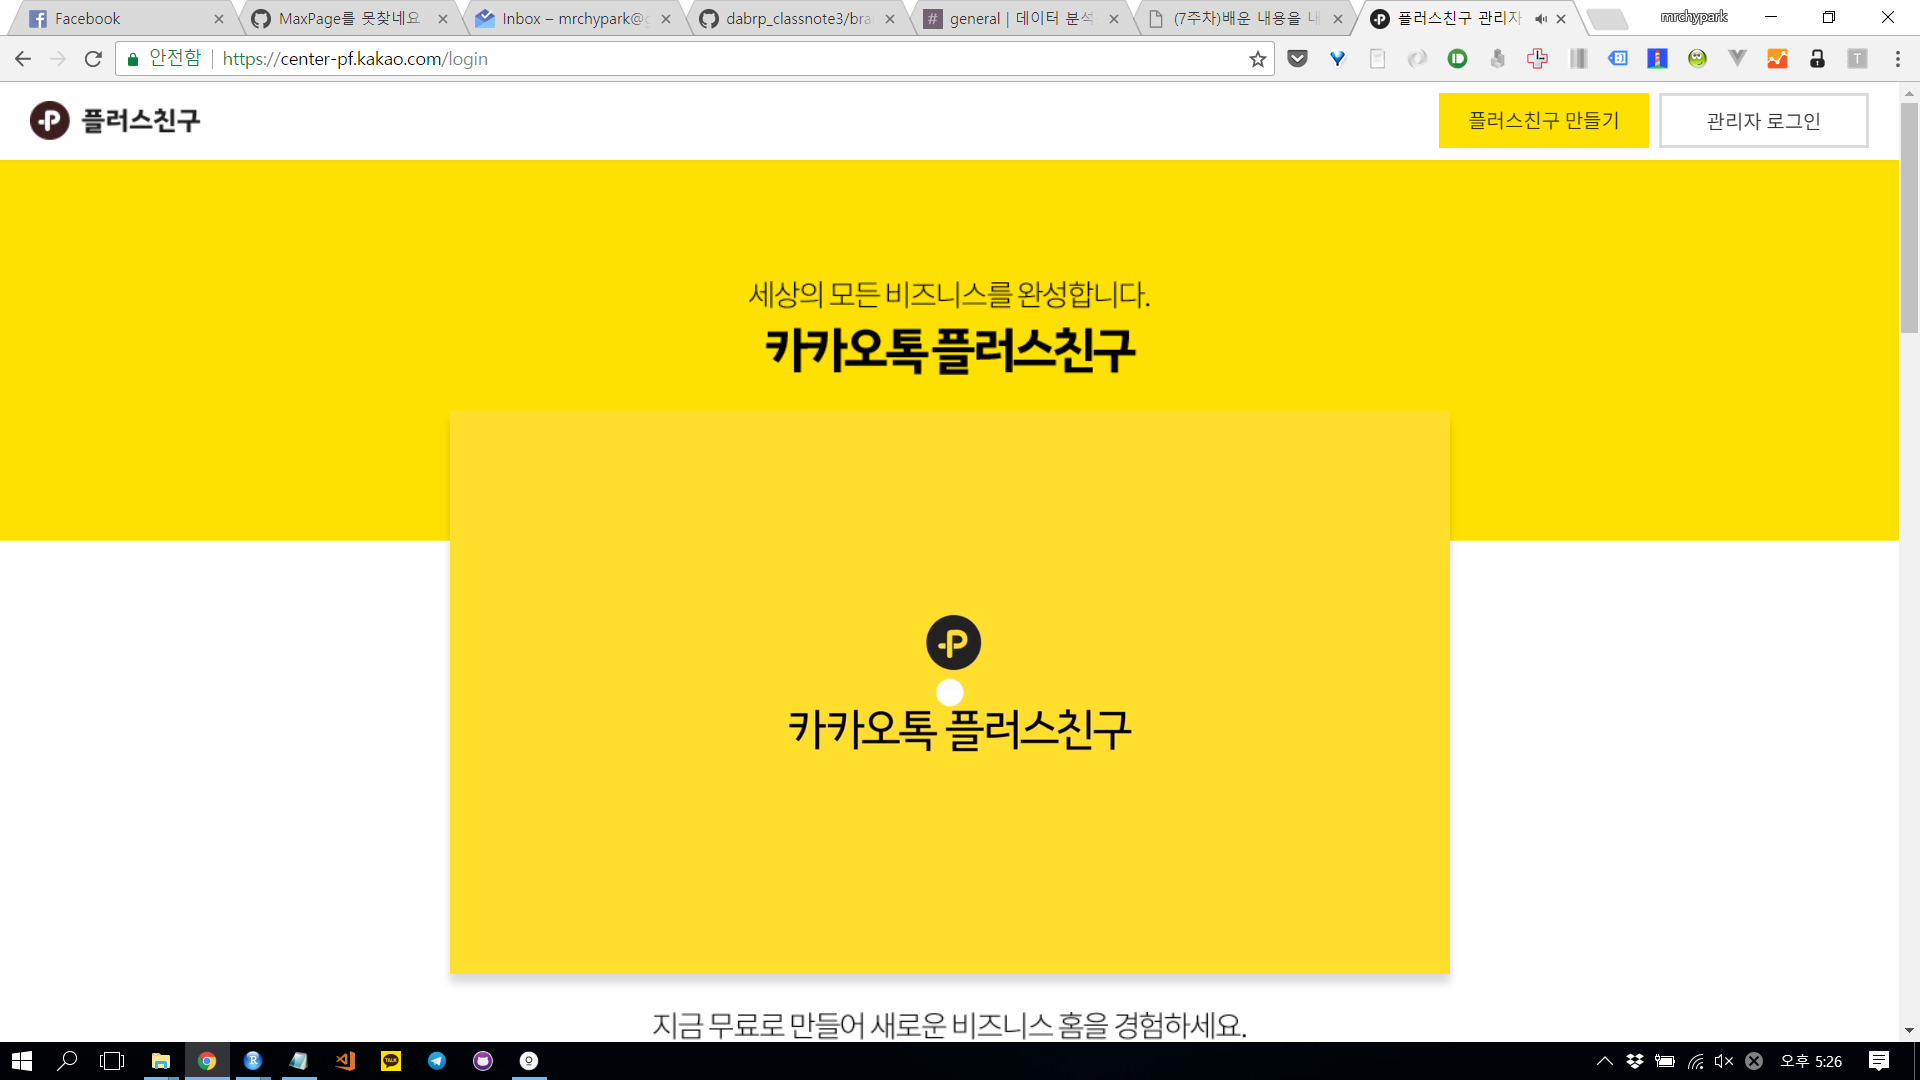 Facebook
MaxPage를 못찾네요
Inbox – mrchypark@g
dabrp_classnote3/bra
general | 데이터 분석
(7주차)배운 내용을 내
플러스친구 관리자
mrchypark
안전함
https://center-pf.kakao.com/login
플러스친구
플러스친구 만들기
관리자 로그인
세상의 모든 비즈니스를 완성합니다.
카카오톡 플러스친구
카카오톡 플러스친구
지금 무료로 만들어 새로운 비즈니스 홈을 경험하세요.
TALK
오후 5:26